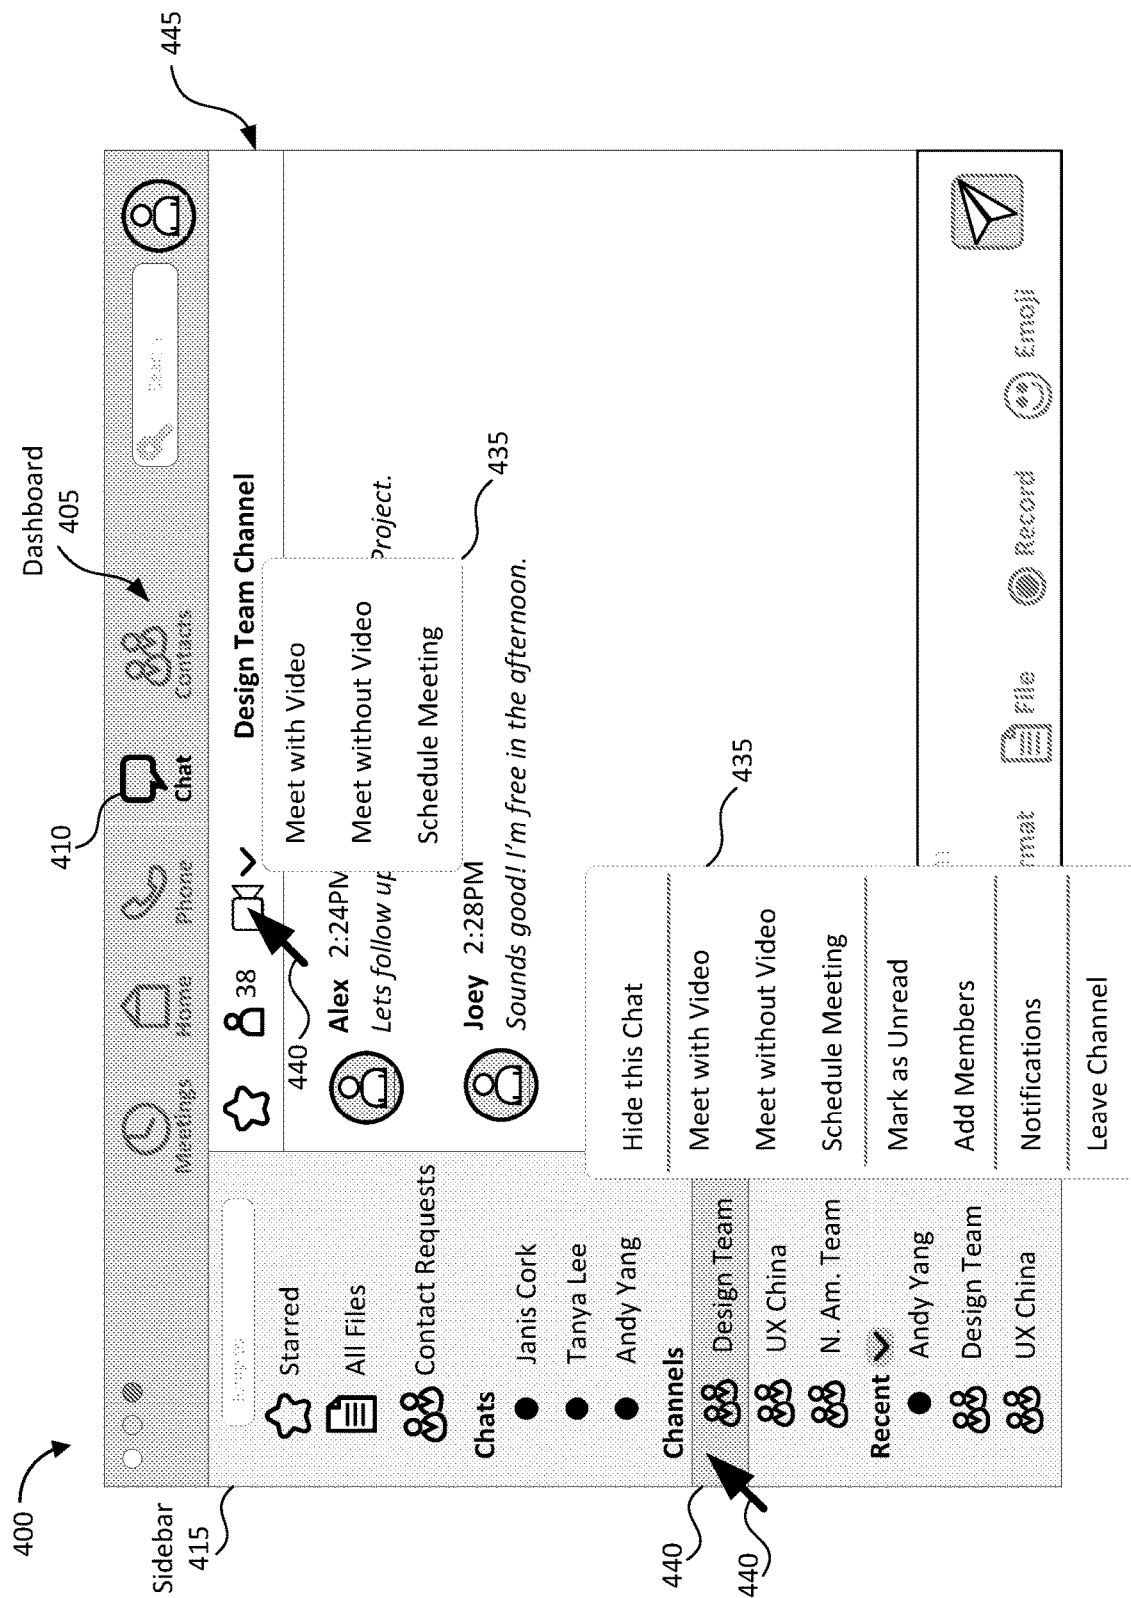 400
Dashboard
405
410
445
Sidebar
415
Meetings
Home
Phone
Chat
Contacts
Search
38
Design Team Channel
440
Meet with Video
Meet without Video
Schedule Meeting
435
Alex 2:24PM
Lets follow up
Project.
Joey 2:28PM
Sounds good! I'm free in the afternoon.
Starred
All Files
Contact Requests
Chats
Janis Cork
Tanya Lee
Andy Yang
Channels
Design Team
UX China
N. Am. Team
Recent
Andy Yang
Design Team
UX China
440
440
Hide this Chat
Meet with Video
Meet without Video
Schedule Meeting
Mark as Unread
Add Members
Notifications
Leave Channel
435
rmat
File
Record
Emoji